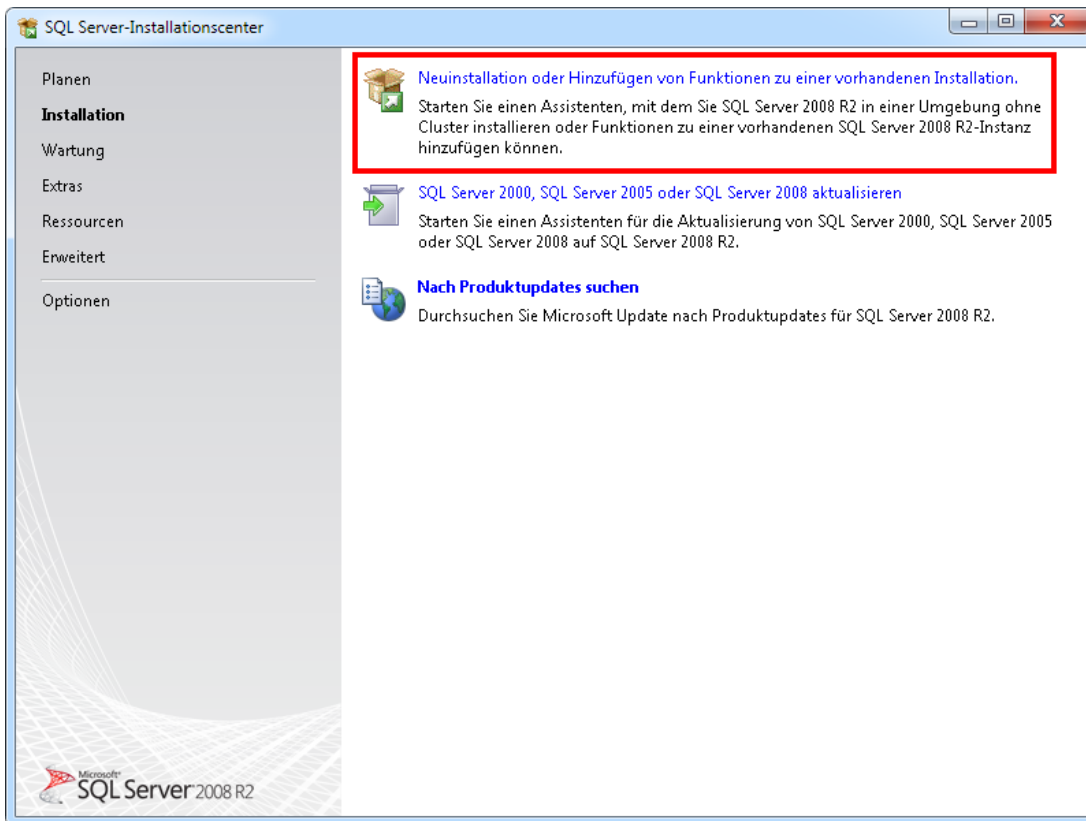 SQL Server-Installationscenter
Planen
Installation
Wartung
Extras
Ressourcen
Erweitert
Optionen
Neuinstallation oder Hinzufügen von Funktionen zu einer vorhandenen Installation.
Starten Sie einen Assistenten, mit dem Sie SQL Server 2008 R2 in einer Umgebung ohne
Cluster installieren oder Funktionen zu einer vorhandenen SQL Server 2008 R2-Instanz
hinzufügen können.
SQL Server 2000, SQL Server 2005 oder SQL Server 2008 aktualisieren
Starten Sie einen Assistenten für die Aktualisierung von SQL Server 2000, SQL Server 2005
oder SQL Server 2008 auf SQL Server 2008 R2.
Nach Produktupdates suchen
Durchsuchen Sie Microsoft Update nach Produktupdates für SQL Server 2008 R2.
Microsoft
SQL Server 2008 R2